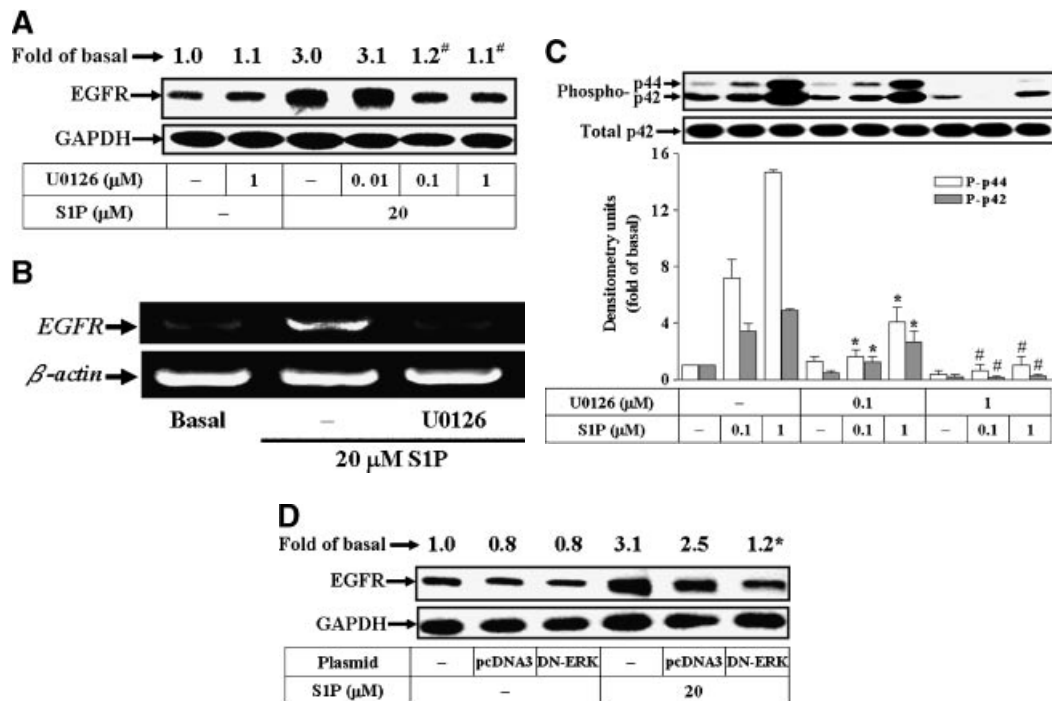 A
Fold of basal 1.0 1.1 3.0 3.1 1.2# 1.1#
EGFR
GAPDH
U0126 (μM) – 1 – 0.01 0.1 1
S1P (μM) – 20
B
EGFR
β-actin
Basal – U0126
20 μM S1P
C
Phospho- p44
p42
Total p42
16
12
8
4
0
Densitometry units
(fold of basal)
P-p44
P-p42
* * * * # # # #
U0126 (μM) – 0.1 1
S1P (μM) – 0.1 1 – 0.1 1 – 0.1 1
D
Fold of basal 1.0 0.8 0.8 3.1 2.5 1.2*
EGFR
GAPDH
Plasmid – pcDNA3 DN-ERK – pcDNA3 DN-ERK
S1P (μM) – 20